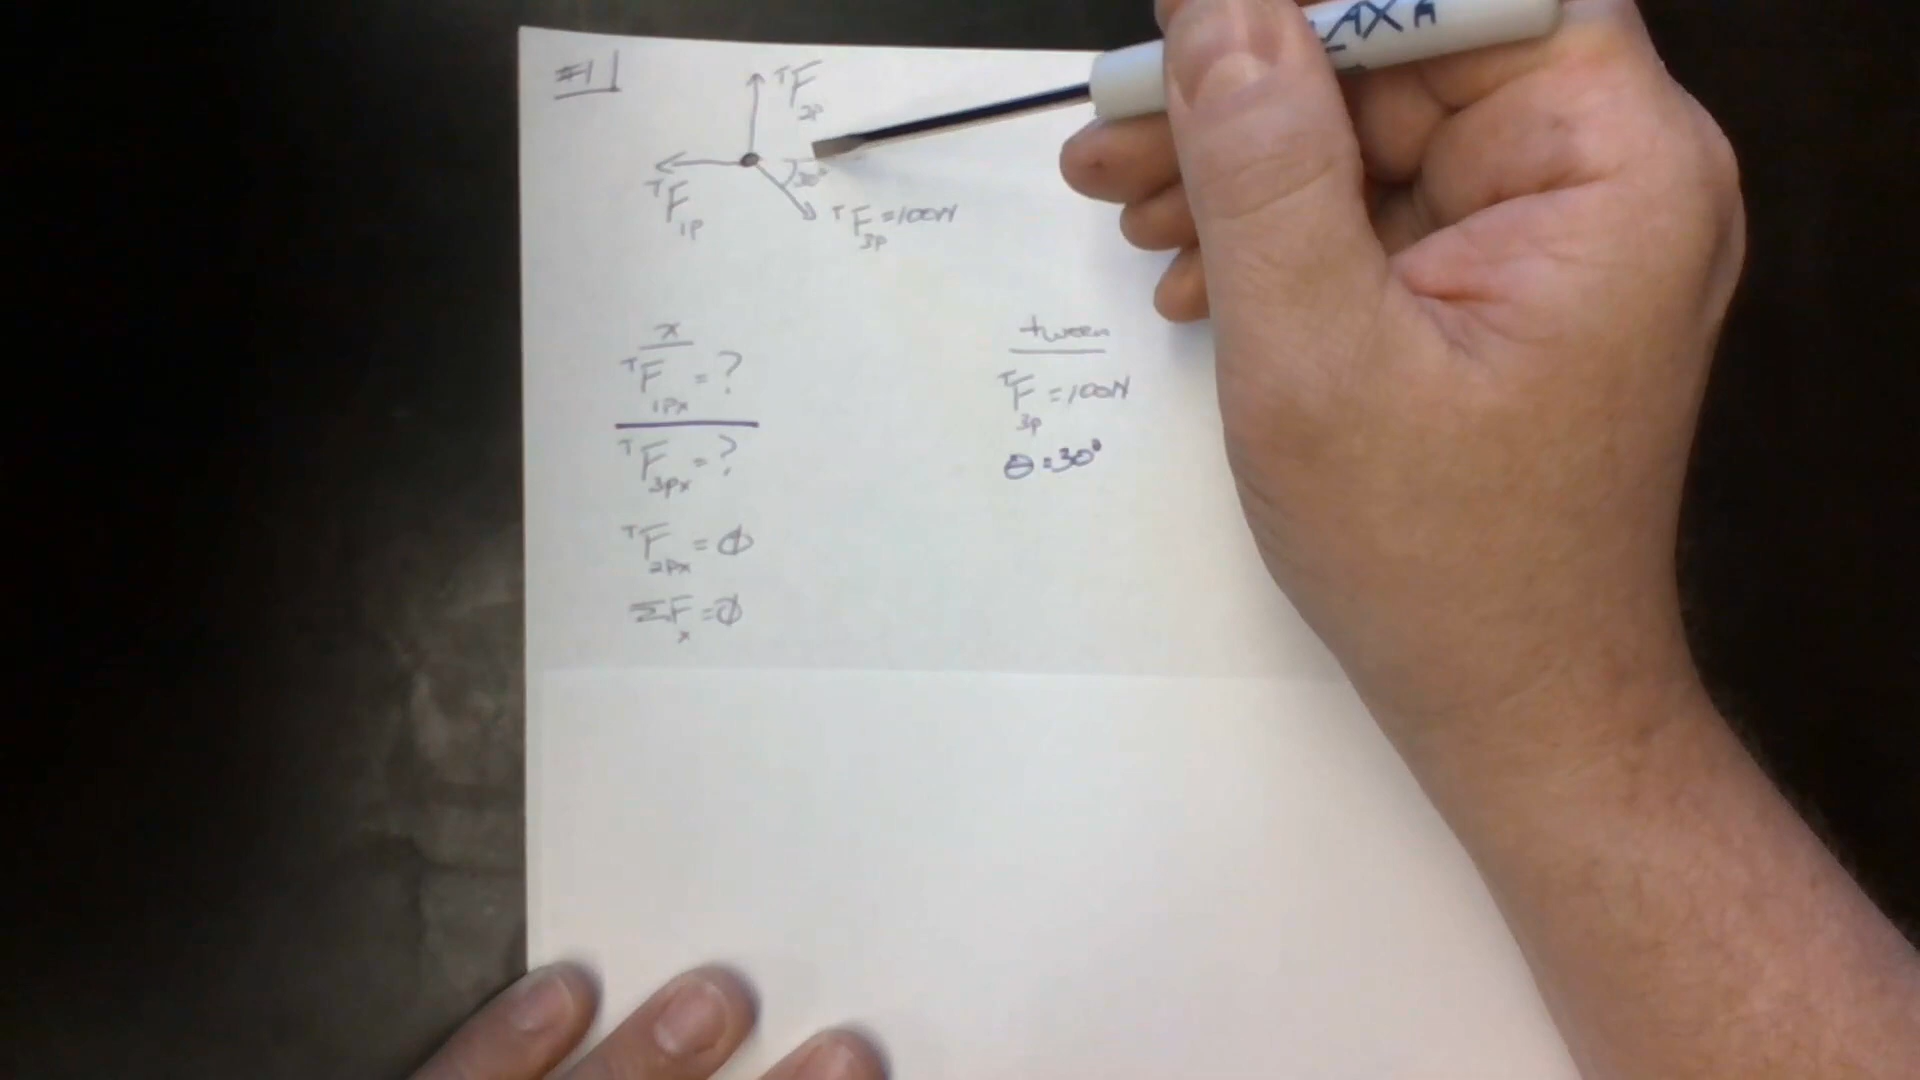 #1
ᵀF₂ₚ
30°
ᵀF₁ₚ
ᵀF₃ₚ = 100N
x
ᵀF₁ₚₓ = ?
ᵀF₃ₚₓ = ?
ᵀF₂ₚₓ = ∅
ΣFₓ = ∅
tween
ᵀF₃ₚ = 100N
θ = 30°